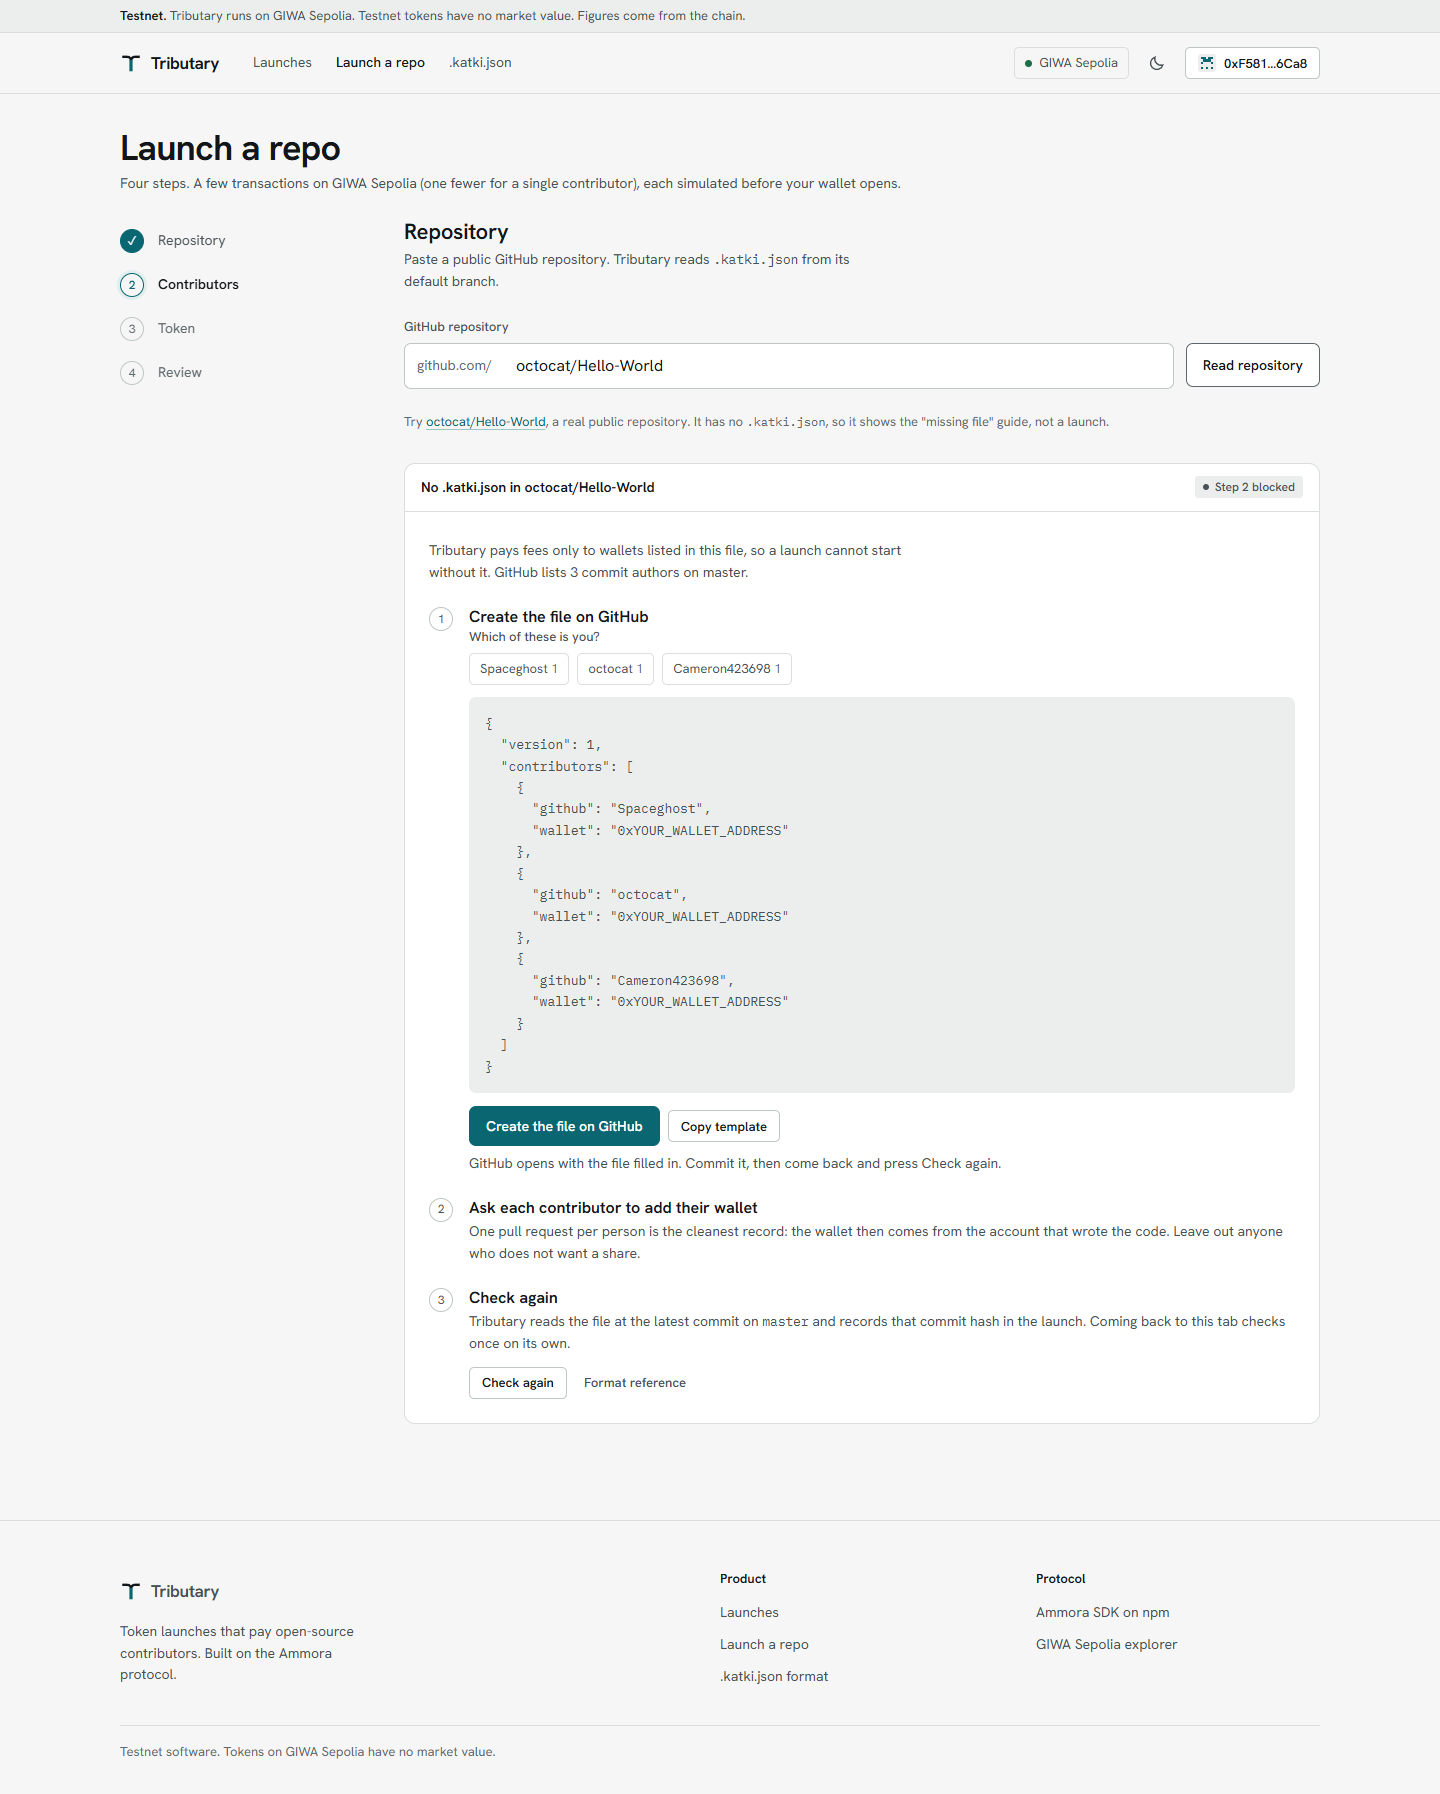 Testnet. Tributary runs on GIWA Sepolia. Testnet tokens have no market value. Figures come from the chain.
Tributary
Launches
Launch a repo
.katki.json
GIWA Sepolia
0xF581...6Ca8
Launch a repo
Four steps. A few transactions on GIWA Sepolia (one fewer for a single contributor), each simulated before your wallet opens.
✓ Repository
2 Contributors
3 Token
4 Review
Repository
Paste a public GitHub repository. Tributary reads .katki.json from its
default branch.
GitHub repository
github.com/ octocat/Hello-World
Read repository
Try octocat/Hello-World, a real public repository. It has no .katki.json, so it shows the "missing file" guide, not a launch.
No .katki.json in octocat/Hello-World
Step 2 blocked
Tributary pays fees only to wallets listed in this file, so a launch cannot start
without it. GitHub lists 3 commit authors on master.
1 Create the file on GitHub
Which of these is you?
Spaceghost 1
octocat 1
Cameron423698 1
{
  "version": 1,
  "contributors": [
    {
      "github": "Spaceghost",
      "wallet": "0xYOUR_WALLET_ADDRESS"
    },
    {
      "github": "octocat",
      "wallet": "0xYOUR_WALLET_ADDRESS"
    },
    {
      "github": "Cameron423698",
      "wallet": "0xYOUR_WALLET_ADDRESS"
    }
  ]
}
Create the file on GitHub
Copy template
GitHub opens with the file filled in. Commit it, then come back and press Check again.
2 Ask each contributor to add their wallet
One pull request per person is the cleanest record: the wallet then comes from the account that wrote the code. Leave out anyone
who does not want a share.
3 Check again
Tributary reads the file at the latest commit on master and records that commit hash in the launch. Coming back to this tab checks
once on its own.
Check again
Format reference
Tributary
Token launches that pay open-source
contributors. Built on the Ammora
protocol.
Product
Launches
Launch a repo
.katki.json format
Protocol
Ammora SDK on npm
GIWA Sepolia explorer
Testnet software. Tokens on GIWA Sepolia have no market value.